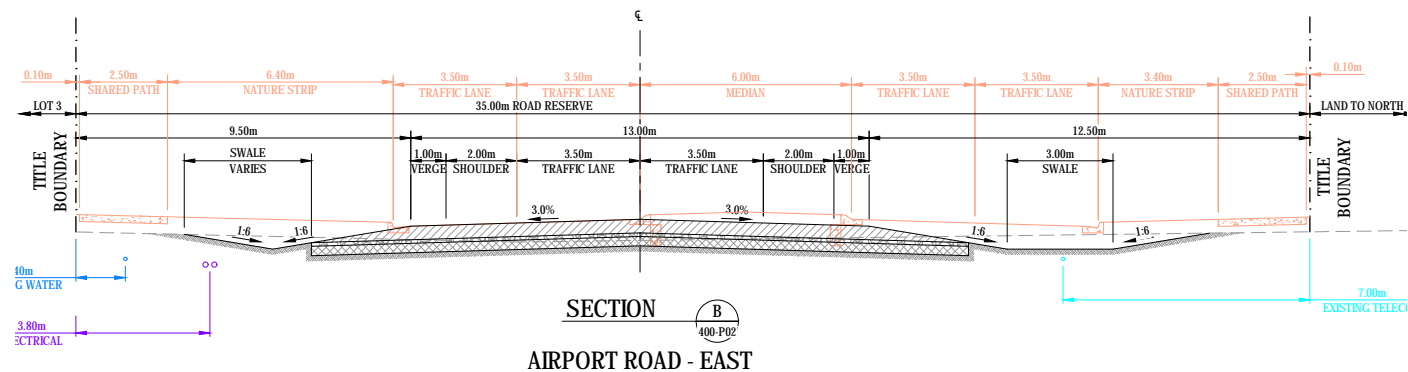 ℄
0.10m 2.50m 6.40m 3.50m 3.50m 6.00m 3.50m 3.50m 3.40m 2.50m 0.10m
SHARED PATH NATURE STRIP TRAFFIC LANE TRAFFIC LANE MEDIAN TRAFFIC LANE TRAFFIC LANE NATURE STRIP SHARED PATH
LOT 3 35.00m ROAD RESERVE LAND TO NORTH
9.50m 13.00m 12.50m
TITLE
BOUNDARY
SWALE
VARIES
1.00m 2.00m 3.50m 3.50m 2.00m 1.00m
VERGE SHOULDER TRAFFIC LANE TRAFFIC LANE SHOULDER VERGE
3.00m
SWALE
TITLE
BOUNDARY
3.0% 3.0%
1:6 1:6 1:6 1:6
40m
G WATER
3.80m
ECTRICAL
7.00m
EXISTING TELEC
SECTION B
400-P02
AIRPORT ROAD - EAST